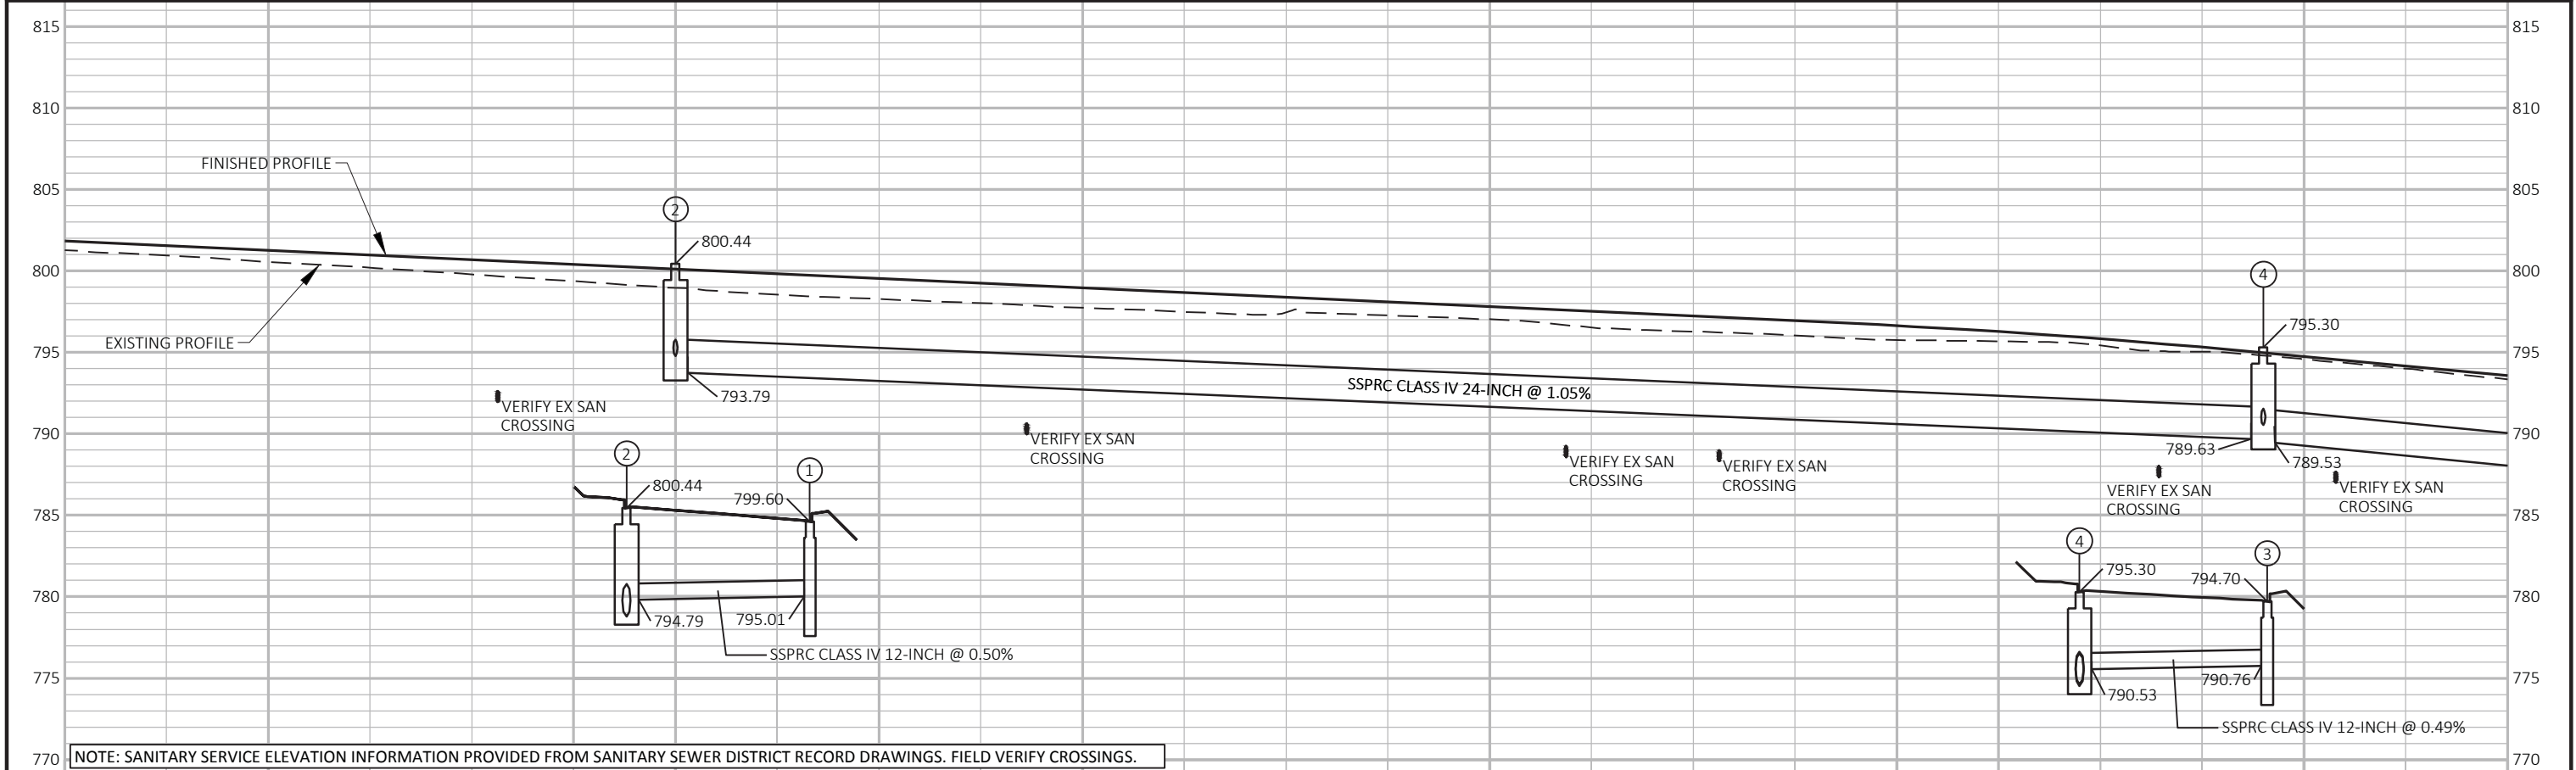 815
815
810
810
FINISHED PROFILE
805
805
2
800.44
800
800
4
795.30
EXISTING PROFILE
795
795
SSPRC CLASS IV 24-INCH @ 1.05%
793.79
VERIFY EX SAN
CROSSING
790
790
VERIFY EX SAN
CROSSING
789.63
789.53
VERIFY EX SAN
CROSSING
VERIFY EX SAN
CROSSING
VERIFY EX SAN
CROSSING
VERIFY EX SAN
CROSSING
2
1
800.44
799.60
785
785
4
3
795.30
794.70
780
780
794.79
795.01
SSPRC CLASS IV 12-INCH @ 0.50%
775
775
790.53
790.76
SSPRC CLASS IV 12-INCH @ 0.49%
770
NOTE: SANITARY SERVICE ELEVATION INFORMATION PROVIDED FROM SANITARY SEWER DISTRICT RECORD DRAWINGS. FIELD VERIFY CROSSINGS.
770